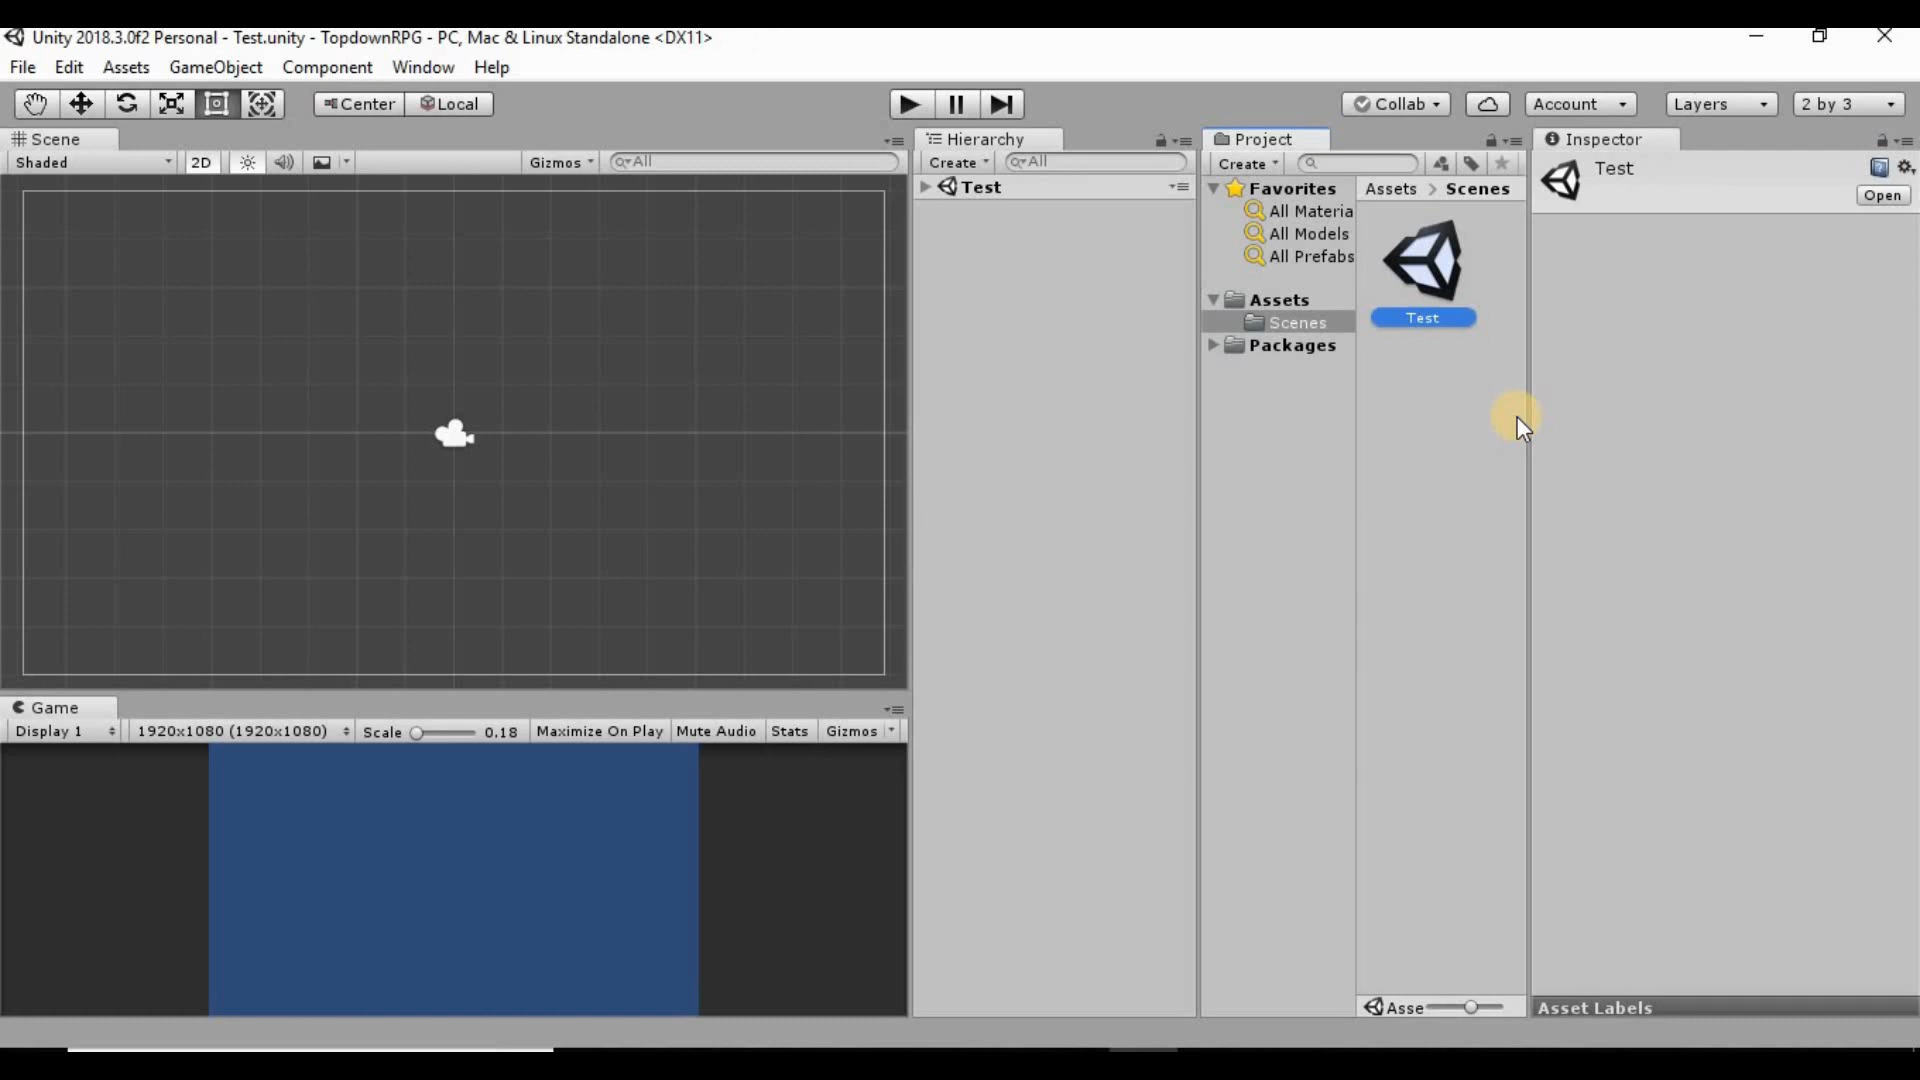 Unity 2018.3.0f2 Personal - Test.unity - TopdownRPG - PC, Mac & Linux Standalone <DX11>
File Edit Assets GameObject Component Window Help
Center Local Collab Account Layers 2 by 3
Scene
Shaded 2D Gizmos All
Hierarchy
Create All
Test
Project
Create
Favorites
All Materia
All Models
All Prefabs
Assets
Scenes
Packages
Assets > Scenes
Test
Asse
Inspector
Test
Open
Asset Labels
Game
Display 1 1920x1080 (1920x1080) Scale 0.18 Maximize On Play Mute Audio Stats Gizmos